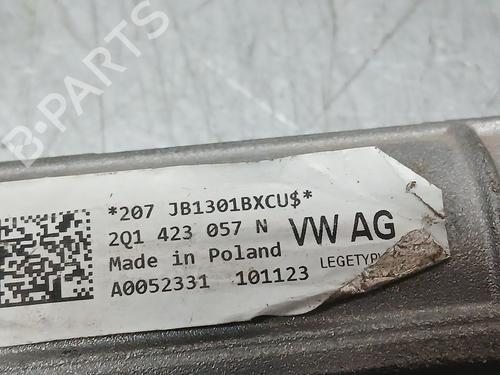 B-PARTS
*207 JB1301BXCU$*
2Q1 423 057 N
Made in Poland
A0052331 101123
VW AG